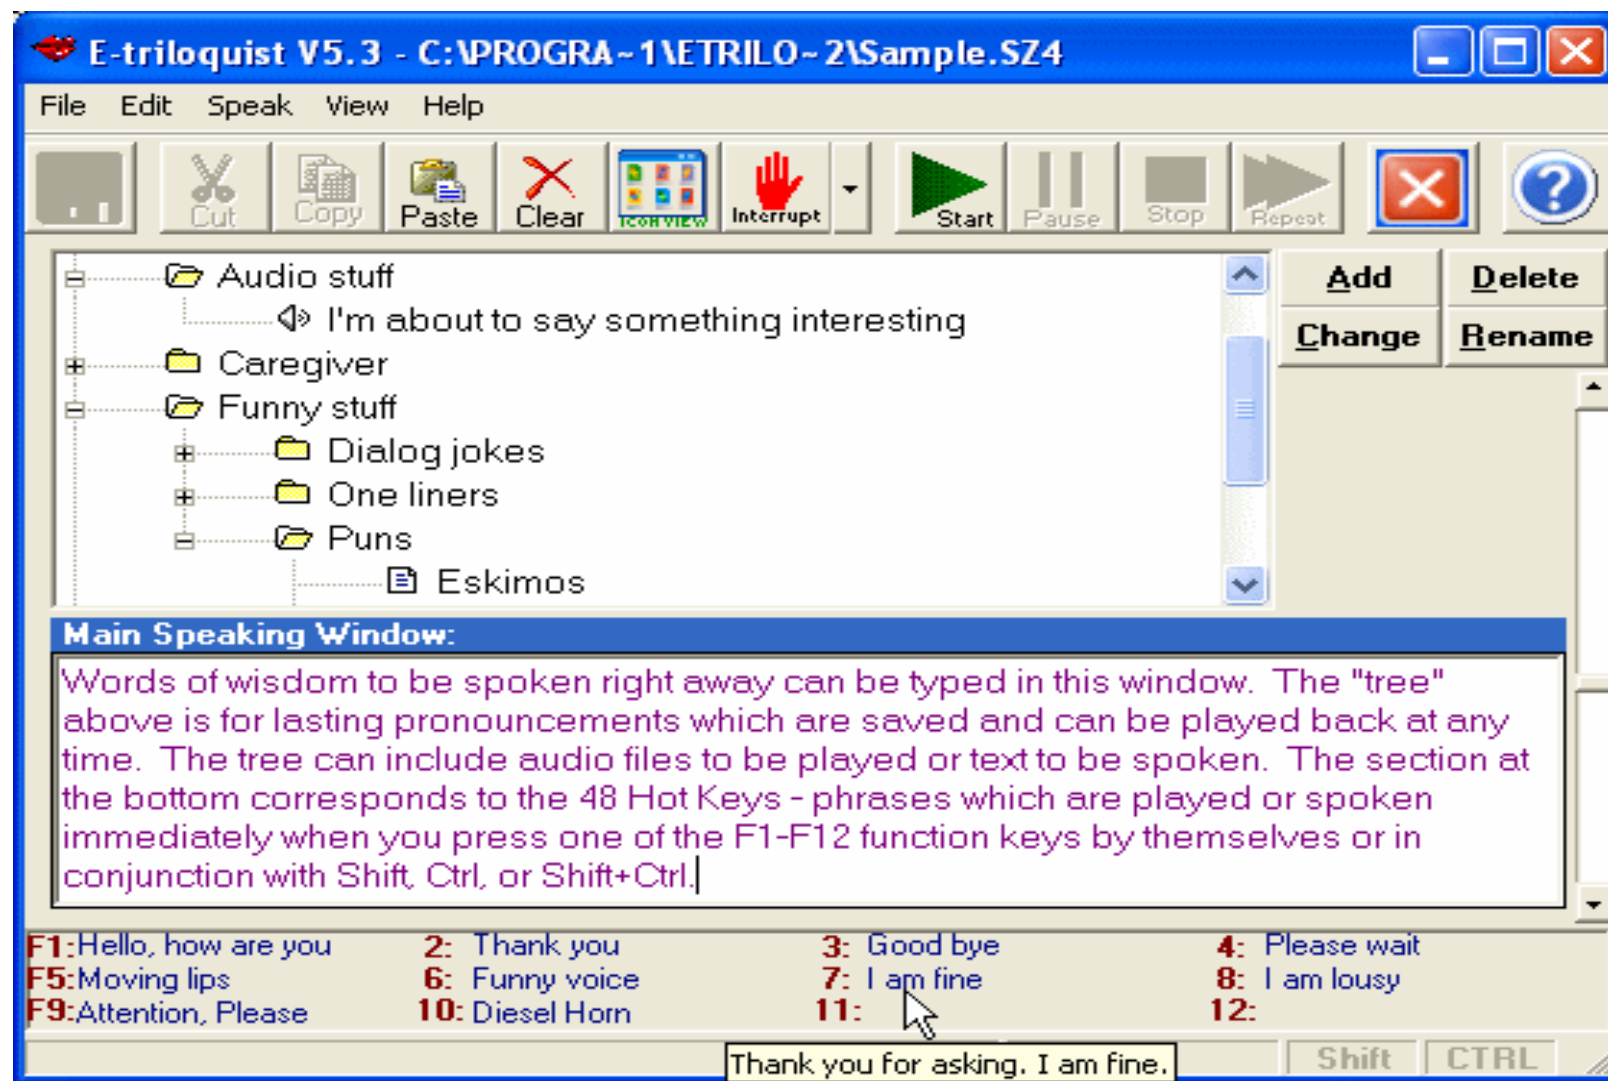 E-triloquist V5.3 - C:\PROGRA~1\ETRILO~2\Sample.SZ4
File Edit Speak View Help
Cut Copy Paste Clear ICON VIEW Interrupt Start Pause Stop Repeat
Audio stuff
I'm about to say something interesting
Caregiver
Funny stuff
Dialog jokes
One liners
Puns
Eskimos
Add Delete
Change Rename
Main Speaking Window:
Words of wisdom to be spoken right away can be typed in this window.  The "tree"
above is for lasting pronouncements which are saved and can be played back at any
time.  The tree can include audio files to be played or text to be spoken.  The section at
the bottom corresponds to the 48 Hot Keys - phrases which are played or spoken
immediately when you press one of the F1-F12 function keys by themselves or in
conjunction with Shift, Ctrl, or Shift+Ctrl.
F1: Hello, how are you 2: Thank you 3: Good bye 4: Please wait
F5: Moving lips 6: Funny voice 7: I am fine 8: I am lousy
F9: Attention, Please 10: Diesel Horn 11: 12:
Thank you for asking. I am fine.
Shift CTRL